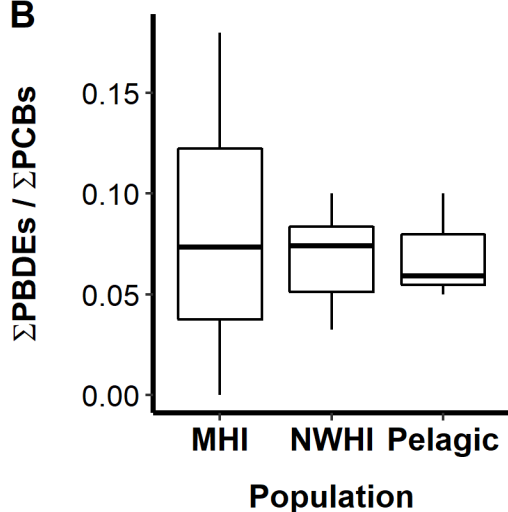 B
ΣPBDEs / ΣPCBs
0.15
0.10
0.05
0.00
MHI NWHI Pelagic
Population